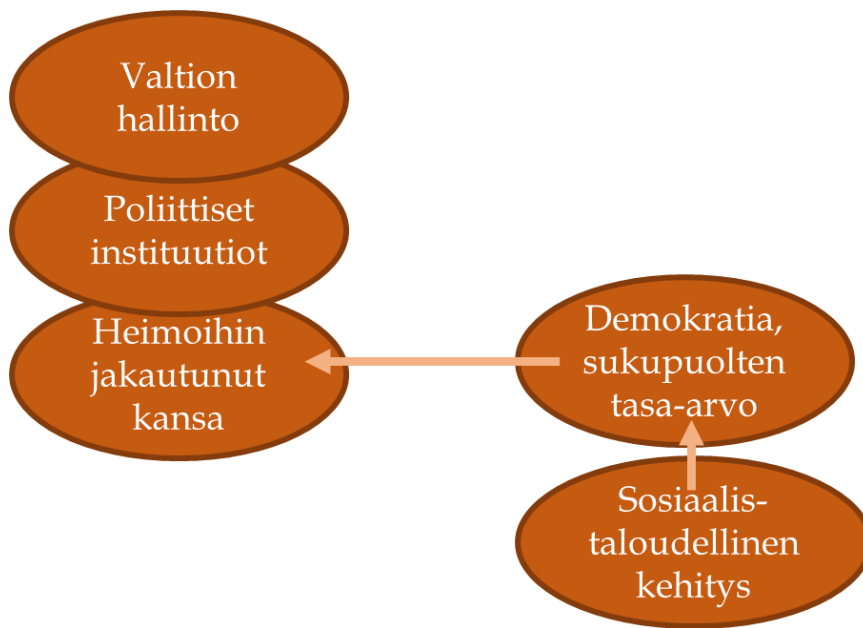 Valtion
hallinto
Poliittiset
instituutiot
Heimoihin
jakautunut
kansa
Demokratia,
sukupuolten
tasa-arvo
Sosiaalis-
taloudellinen
kehitys